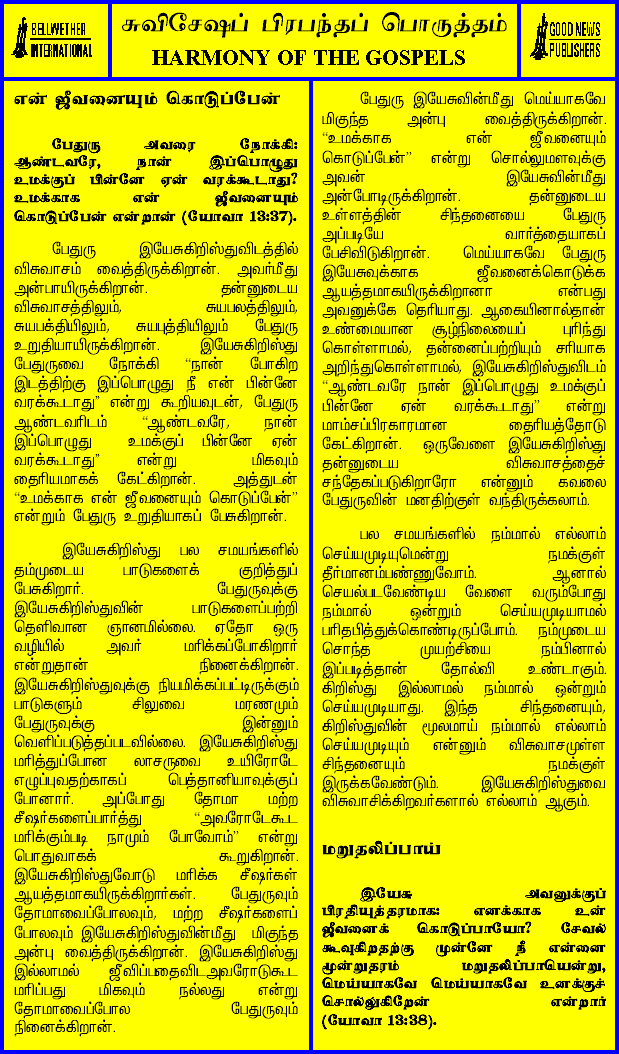 BELLWETHER
INTERNATIONAL
சுவிசேஷப் பிரபந்தப் பொருத்தம்
HARMONY OF THE GOSPELS
GOOD NEWS
PUBLISHERS
என் ஜீவனையும் கொடுப்பேன்
பேதுரு அவரை நோக்கி:
ஆண்டவரே, நான் இப்பொழுது
உமக்குப் பின்னே ஏன் வரக்கூடாது?
உமக்காக என் ஜீவனையும்
கொடுப்பேன் என்றான் (யோவா 13:37).
பேதுரு இயேசுகிறிஸ்துவிடத்தில்
விசுவாசம் வைத்திருக்கிறான். அவர்மீது
அன்பாயிருக்கிறான். தன்னுடைய
விசுவாசத்திலும், சுயபலத்திலும்,
சுயபக்தியிலும், சுயபுத்தியிலும் பேதுரு
உறுதியாயிருக்கிறான். இயேசுகிறிஸ்து
பேதுருவை நோக்கி “நான் போகிற
இடத்திற்கு இப்பொழுது நீ என் பின்னே
வரக்கூடாது” என்று கூறியவுடன், பேதுரு
ஆண்டவரிடம் “ஆண்டவரே, நான்
இப்பொழுது உமக்குப் பின்னே ஏன்
வரக்கூடாது” என்று மிகவும்
தைரியமாகக் கேட்கிறான். அத்துடன்
“உமக்காக என் ஜீவனையும் கொடுப்பேன்”
என்றும் பேதுரு உறுதியாகப் பேசுகிறான்.
இயேசுகிறிஸ்து பல சமயங்களில்
தம்முடைய பாடுகளைக் குறித்துப்
பேசுகிறார். பேதுருவுக்கு
இயேசுகிறிஸ்துவின் பாடுகளைப்பற்றி
தெளிவான ஞானமில்லை. ஏதோ ஒரு
வழியில் அவர் மரிக்கப்போகிறார்
என்றுதான் நினைக்கிறான்.
இயேசுகிறிஸ்துவுக்கு நியமிக்கப்பட்டிருக்கும்
பாடுகளும் சிலுவை மரணமும்
பேதுருவுக்கு இன்னும்
வெளிப்படுத்தப்படவில்லை. இயேசுகிறிஸ்து
மரித்துப்போன லாசருவை உயிரோடே
எழுப்புவதற்காகப் பெத்தானியாவுக்குப்
போனார். அப்போது தோமா மற்ற
சீஷர்களைப்பார்த்து “அவரோடேகூட
மரிக்கும்படி நாமும் போவோம்” என்று
பொதுவாகக் கூறுகிறான்.
இயேசுகிறிஸ்துவோடு மரிக்க சீஷர்கள்
ஆயத்தமாகயிருக்கிறார்கள். பேதுருவும்
தோமாவைப்போலவும், மற்ற சீஷர்களைப்
போலவும் இயேசுகிறிஸ்துவின்மீது மிகுந்த
அன்பு வைத்திருக்கிறான். இயேசுகிறிஸ்து
இல்லாமல் ஜீவிப்பதைவிடஅவரோடுகூட
மரிப்பது மிகவும் நல்லது என்று
தோமாவைப்போல பேதுருவும்
நினைக்கிறான்.
பேதுரு இயேசுவின்மீது மெய்யாகவே
மிகுந்த அன்பு வைத்திருக்கிறான்.
“உமக்காக என் ஜீவனையும்
கொடுப்பேன்” என்று சொல்லுமளவுக்கு
அவன் இயேசுவின்மீது
அன்போடிருக்கிறான். தன்னுடைய
உள்ளத்தின் சிந்தனையை பேதுரு
அப்படியே வார்த்தையாகப்
பேசிவிடுகிறான். மெய்யாகவே பேதுரு
இயேசுவுக்காக ஜீவனைக்கொடுக்க
ஆயத்தமாகயிருக்கிறானா என்பது
அவனுக்கே தெரியாது. ஆகையினால்தான்
உண்மையான சூழ்நிலையைப் புரிந்து
கொள்ளாமல், தன்னைப்பற்றியும் சரியாக
அறிந்துகொள்ளாமல், இயேசுகிறிஸ்துவிடம்
“ஆண்டவரே நான் இப்பொழுது உமக்குப்
பின்னே ஏன் வரக்கூடாது” என்று
மாம்சப்பிரகாரமான தைரியத்தோடு
கேட்கிறான். ஒருவேளை இயேசுகிறிஸ்து
தன்னுடைய விசுவாசத்தைச்
சந்தேகப்படுகிறாரோ என்னும் கவலை
பேதுருவின் மனதிற்குள் வந்திருக்கலாம்.
பல சமயங்களில் நம்மால் எல்லாம்
செய்யமுடியுமென்று நமக்குள்
தீர்மானம்பண்ணுவோம். ஆனால்
செயல்படவேண்டிய வேளை வரும்போது
நம்மால் ஒன்றும் செய்யமுடியாமல்
பரிதபித்துக்கொண்டிருப்போம். நம்முடைய
சொந்த முயற்சியை நம்பினால்
இப்படித்தான் தோல்வி உண்டாகும்.
கிறிஸ்து இல்லாமல் நம்மால் ஒன்றும்
செய்யமுடியாது. இந்த சிந்தனையும்,
கிறிஸ்துவின் மூலமாய் நம்மால் எல்லாம்
செய்யமுடியும் என்னும் விசுவாசமுள்ள
சிந்தனையும் நமக்குள்
இருக்கவேண்டும். இயேசுகிறிஸ்துவை
விசுவாசிக்கிறவர்களால் எல்லாம் ஆகும்.
மறுதலிப்பாய்
இயேசு அவனுக்குப்
பிரதியுத்தரமாக: எனக்காக உன்
ஜீவனைக் கொடுப்பாயோ? சேவல்
கூவுகிறதற்கு முன்னே நீ என்னை
மூன்றுதரம் மறுதலிப்பாயென்று,
மெய்யாகவே மெய்யாகவே உனக்குச்
சொல்லுகிறேன் என்றார்
(யோவா 13:38).